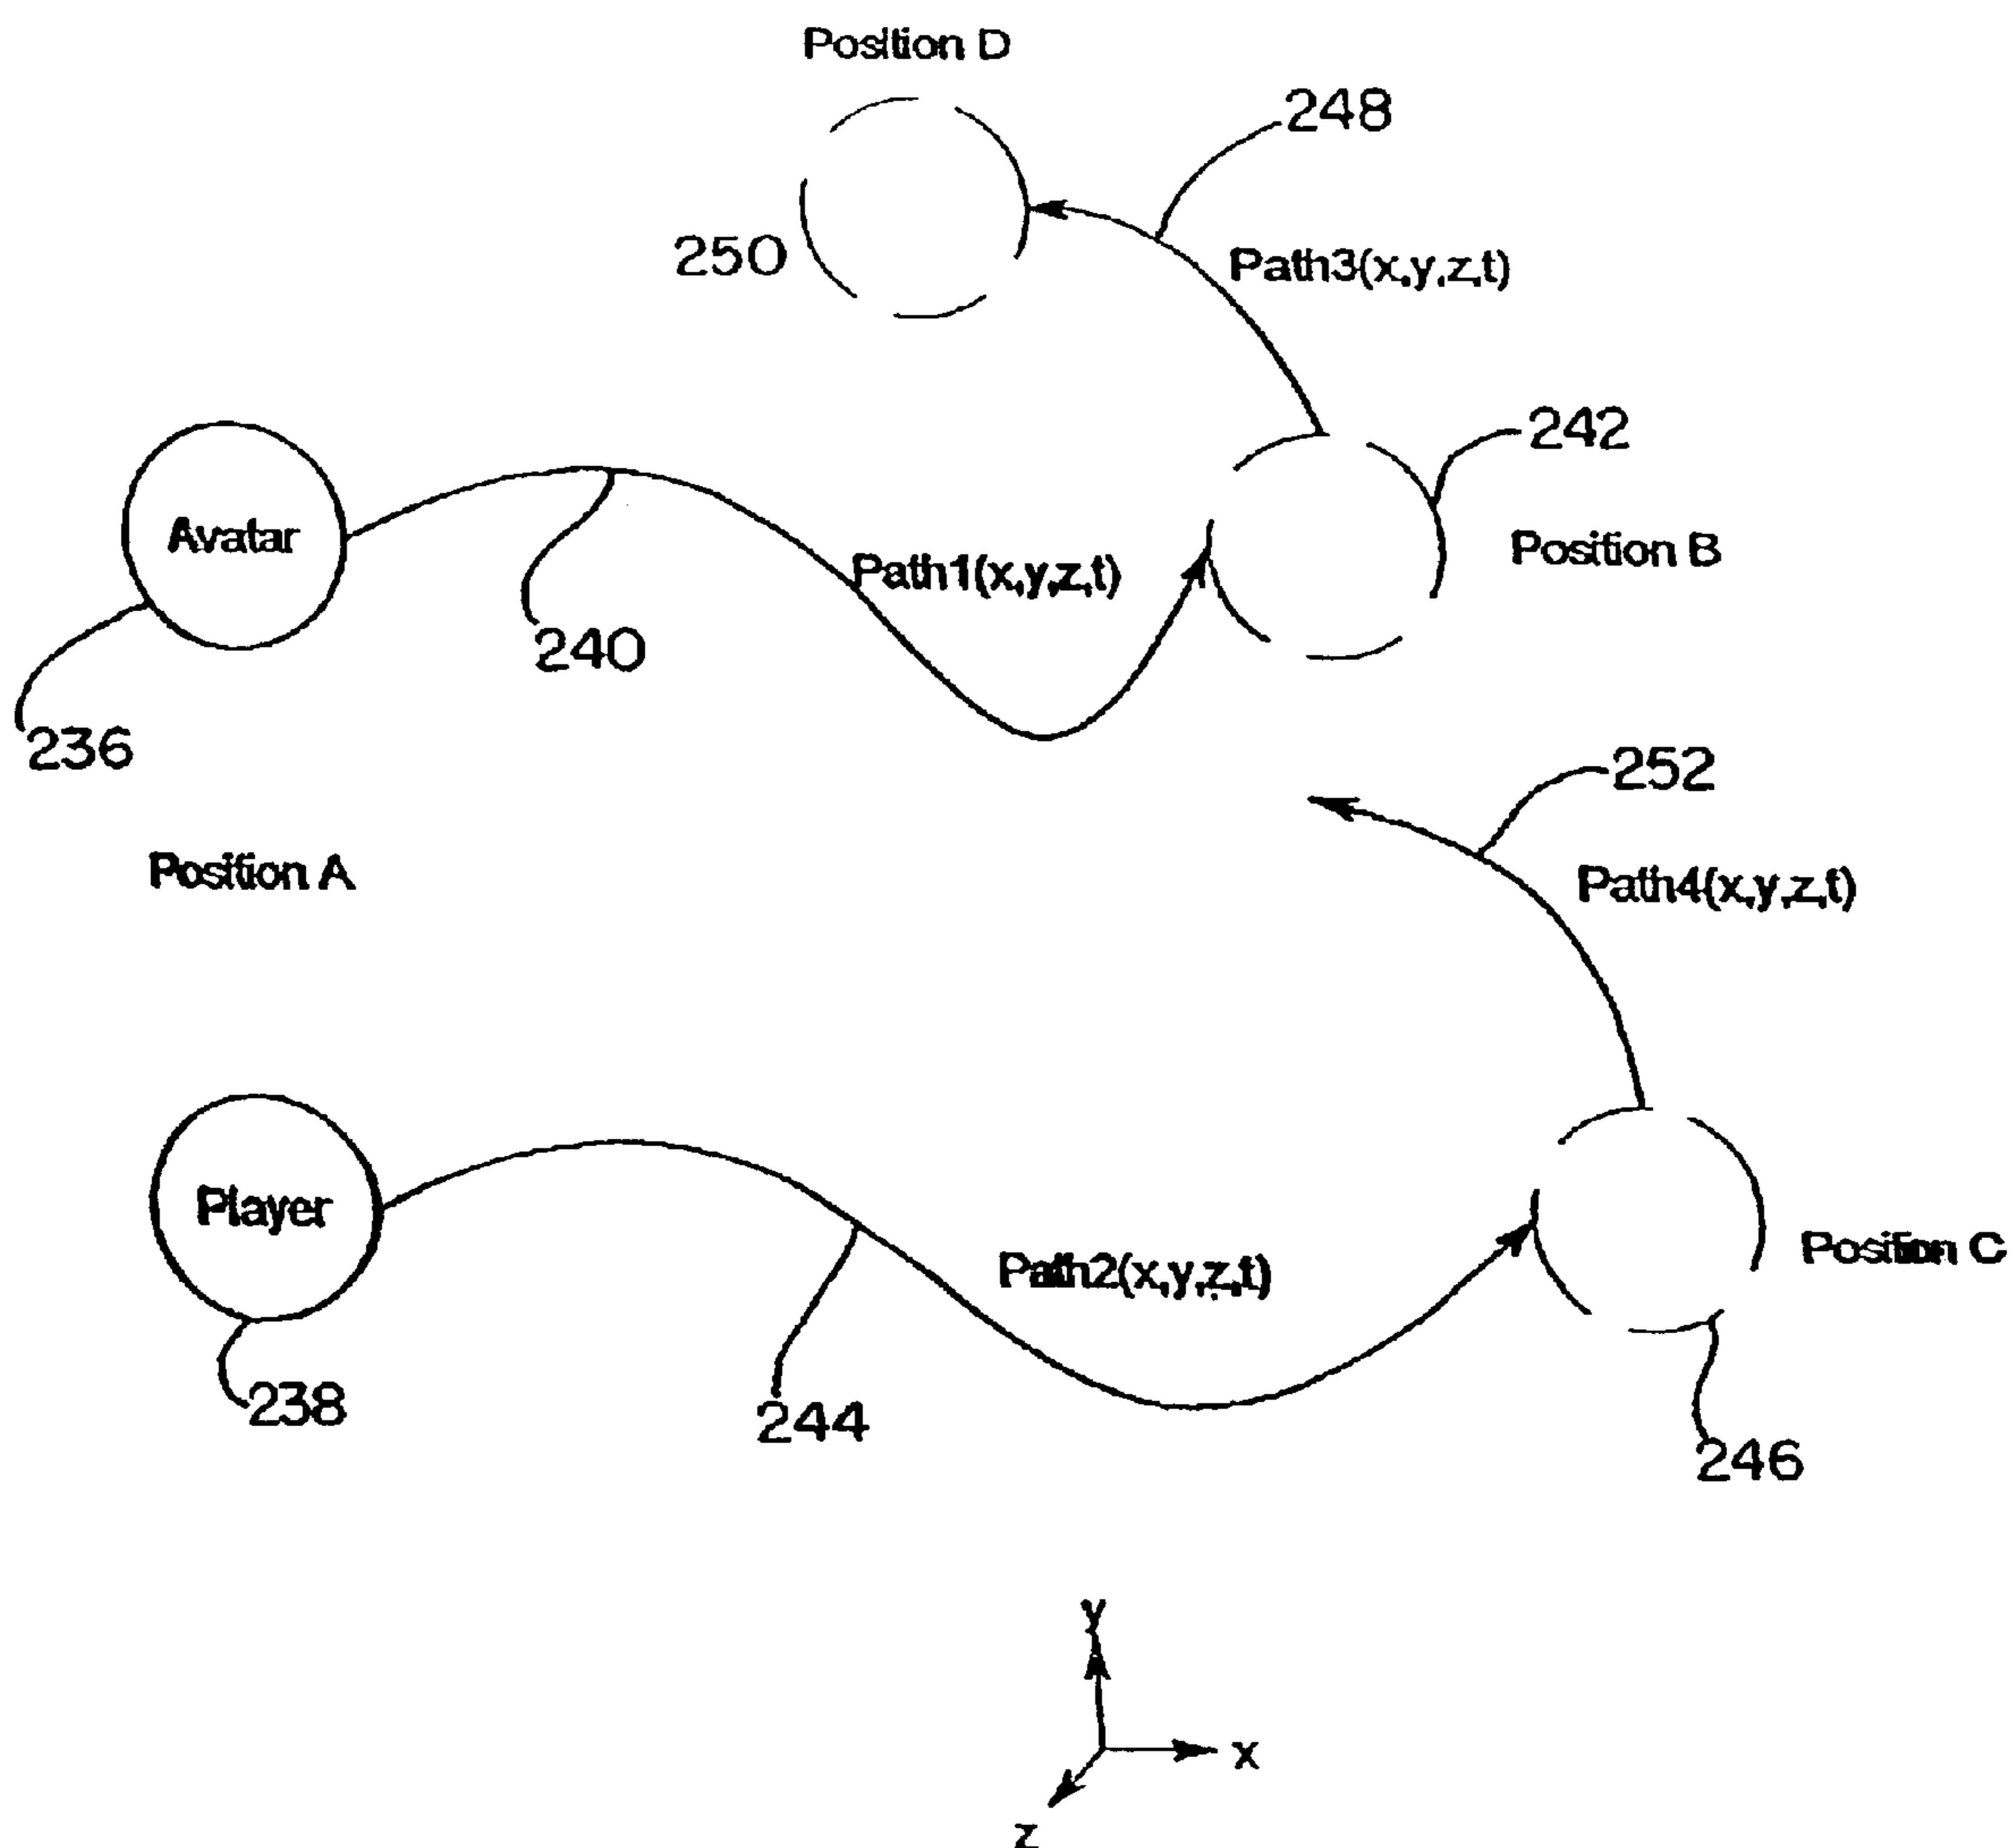 Position D
248
250
Path3(x,y,z,t)
242
Avatar
Position B
Path1(x,y,z,t)
240
236
252
Position A
Path4(x,y,z,t)
Player
Position C
Path2(x,y,z,t)
238
244
246
y
x
z